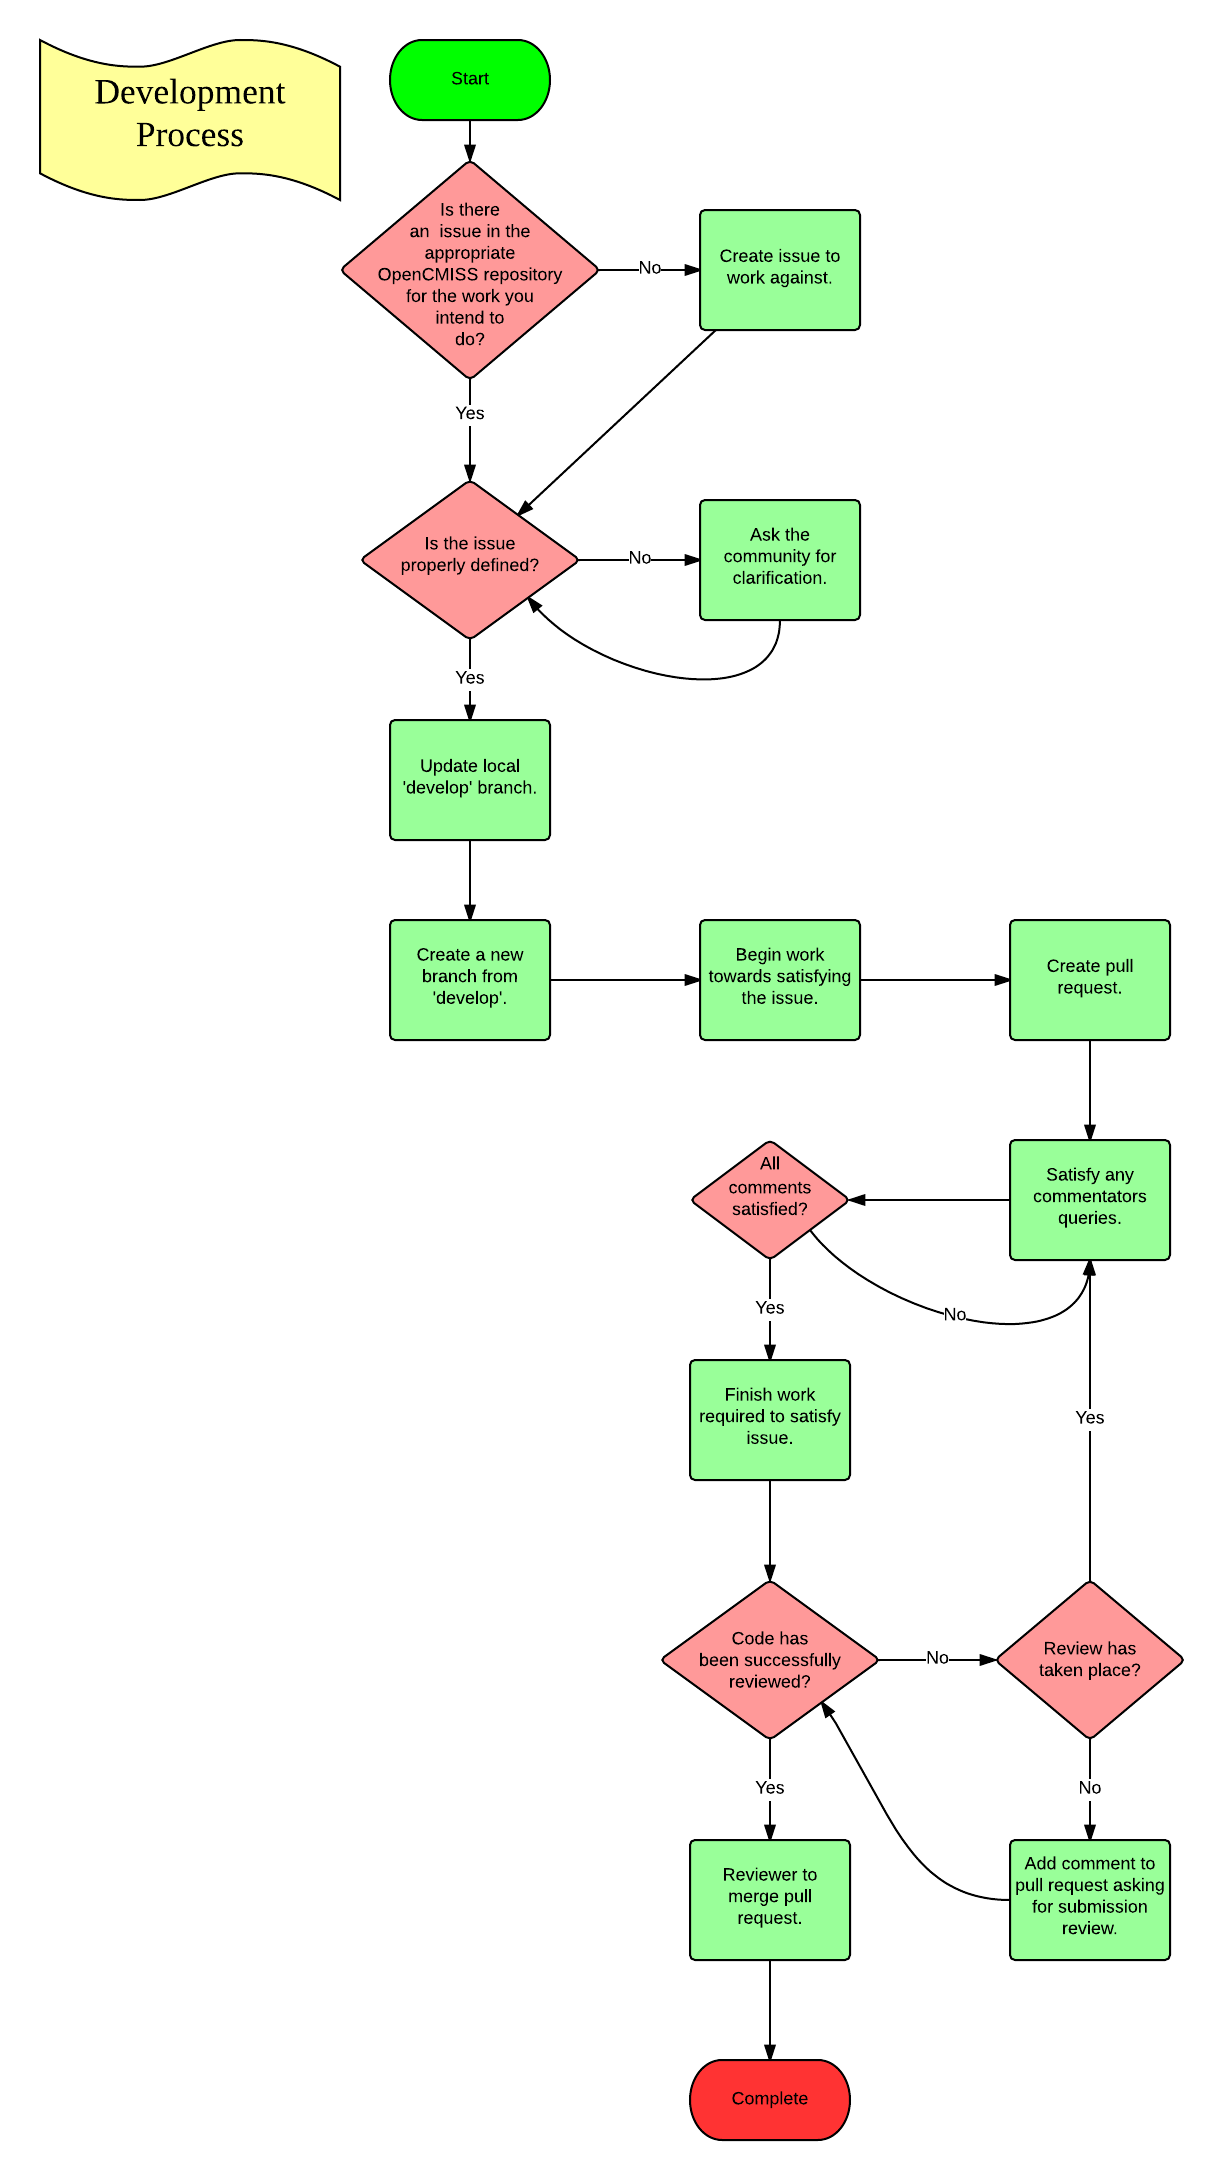 Development
Process
Start
Is there
an  issue in the
appropriate
OpenCMISS repository
for the work you
intend to
do?
No
Create issue to
work against.
Yes
Is the issue
properly defined?
No
Ask the
community for
clarification.
Yes
Update local
'develop' branch.
Create a new
branch from
'develop'.
Begin work
towards satisfying
the issue.
Create pull
request.
All
comments
satisfied?
Satisfy any
commentators
queries.
Yes
No
Finish work
required to satisfy
issue.
Yes
Code has
been successfully
reviewed?
No
Review has
taken place?
Yes
No
Reviewer to
merge pull
request.
Add comment to
pull request asking
for submission
review.
Complete